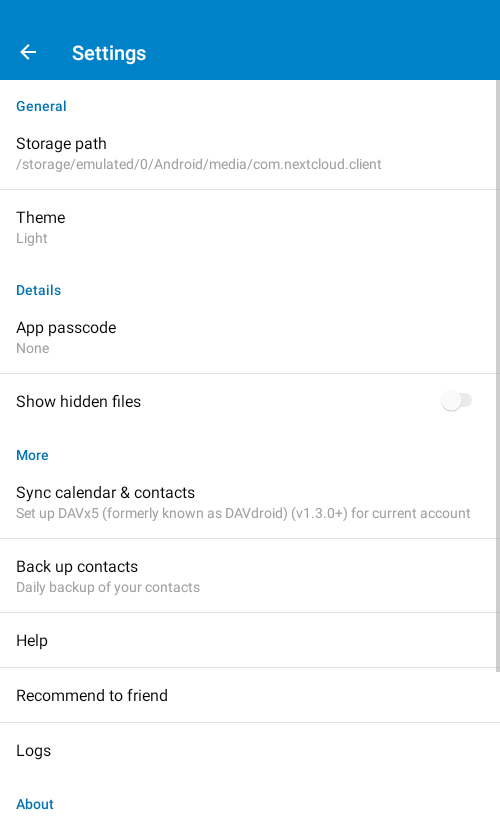 Settings
General
Storage path
/storage/emulated/0/Android/media/com.nextcloud.client
Theme
Light
Details
App passcode
None
Show hidden files
More
Sync calendar & contacts
Set up DAVx5 (formerly known as DAVdroid) (v1.3.0+) for current account
Back up contacts
Daily backup of your contacts
Help
Recommend to friend
Logs
About